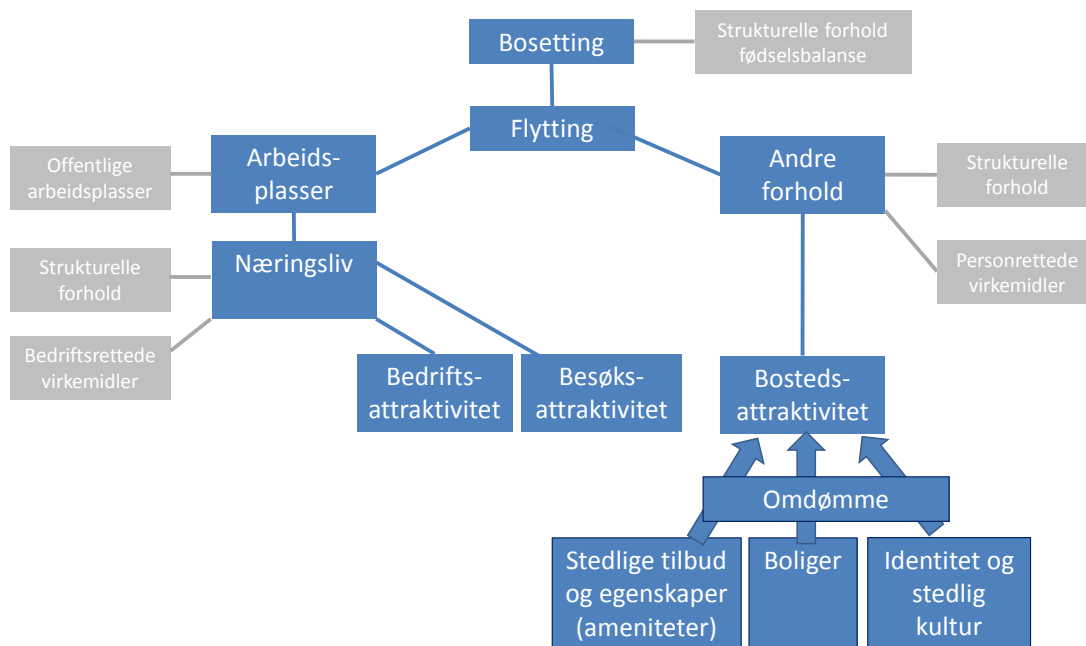 Bosetting
Strukturelle forhold
fødselsbalanse
Flytting
Offentlige
arbeidsplasser
Arbeids-
plasser
Andre
forhold
Strukturelle
forhold
Strukturelle
forhold
Næringsliv
Personrettede
virkemidler
Bedriftsrettede
virkemidler
Bedrifts-
attraktivitet
Besøks-
attraktivitet
Bosteds-
attraktivitet
Omdømme
Stedlige tilbud
og egenskaper
(ameniteter)
Boliger
Identitet og
stedlig
kultur